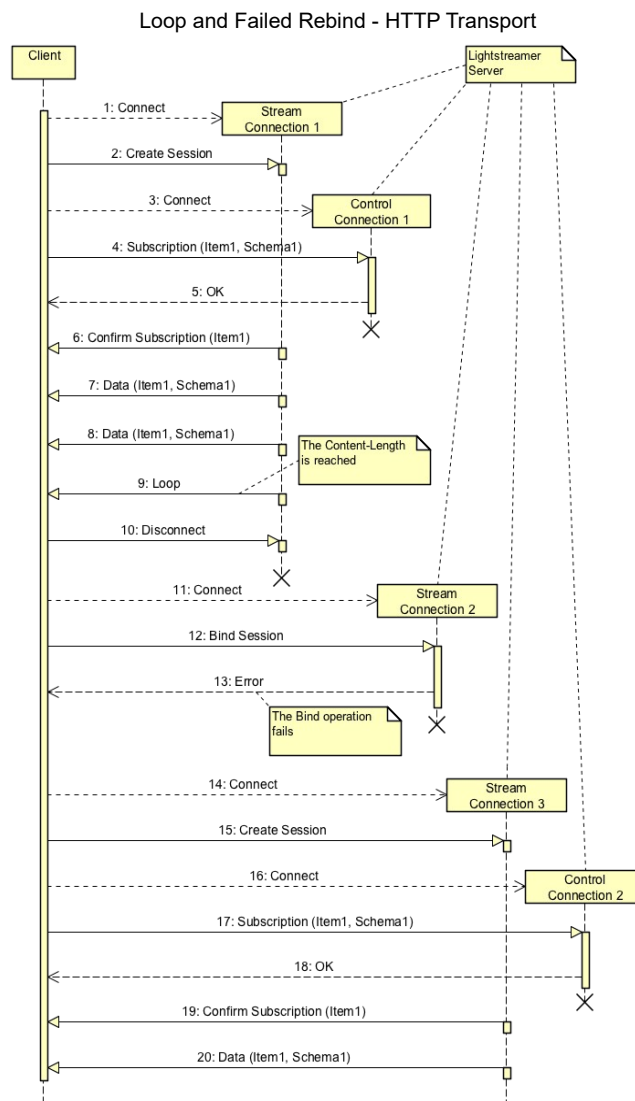 Loop and Failed Rebind - HTTP Transport
Client
Lightstreamer
Server
1: Connect
Stream
Connection 1
2: Create Session
3: Connect
Control
Connection 1
4: Subscription (Item1, Schema1)
5: OK
6: Confirm Subscription (Item1)
7: Data (Item1, Schema1)
8: Data (Item1, Schema1)
The Content-Length
is reached
9: Loop
10: Disconnect
11: Connect
Stream
Connection 2
12: Bind Session
13: Error
The Bind operation
fails
14: Connect
Stream
Connection 3
15: Create Session
16: Connect
Control
Connection 2
17: Subscription (Item1, Schema1)
18: OK
19: Confirm Subscription (Item1)
20: Data (Item1, Schema1)